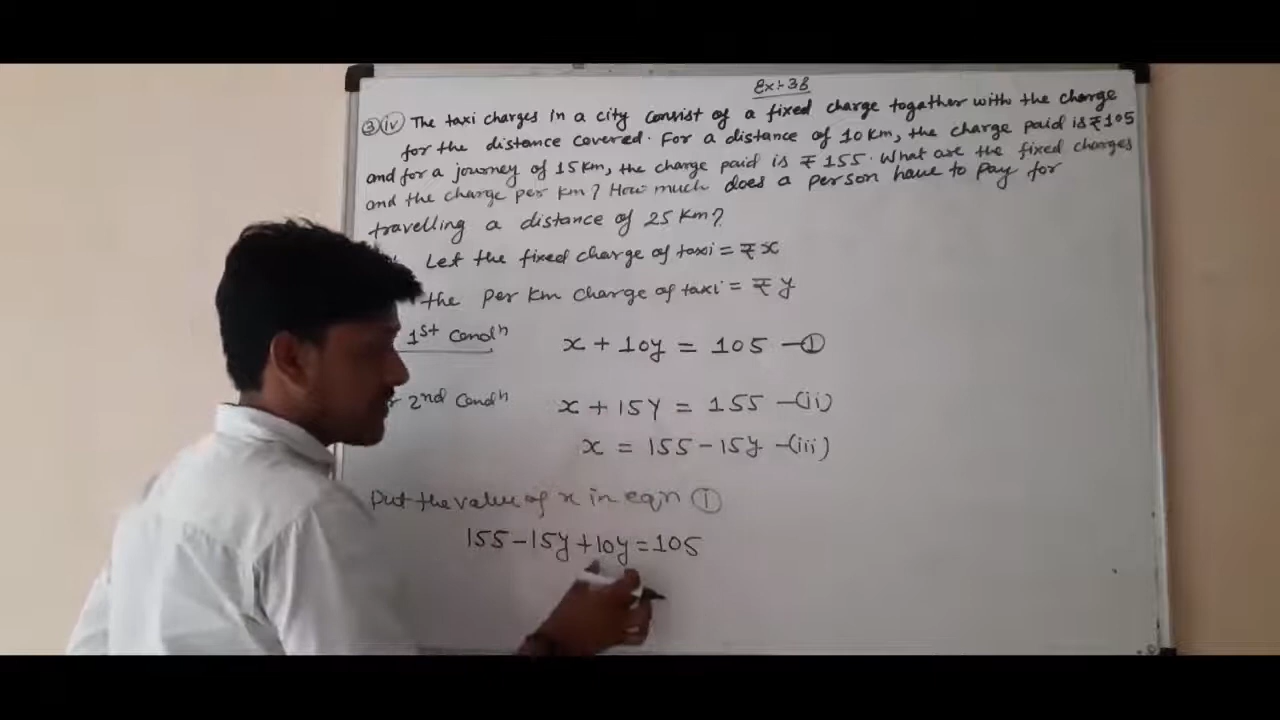 Ex:-3B
③ iv) The taxi charges in a city consist of a fixed charge togather with the charge
for the distance covered. For a distance of 10 km, the charge paid is ₹105
and for a journey of 15 km, the charge paid is ₹ 155. What are the fixed charges
and the charge per km? How much does a person have to pay for
travelling a distance of 25 km?
Let the fixed charge of taxi = ₹ x
the per km charge of taxi = ₹ y
1st Condn x + 10y = 105 —①
2nd Condn x + 15y = 155 —(ii)
x = 155 - 15y —(iii)
Put the value of x in eqn ①
155-15y+10y=105